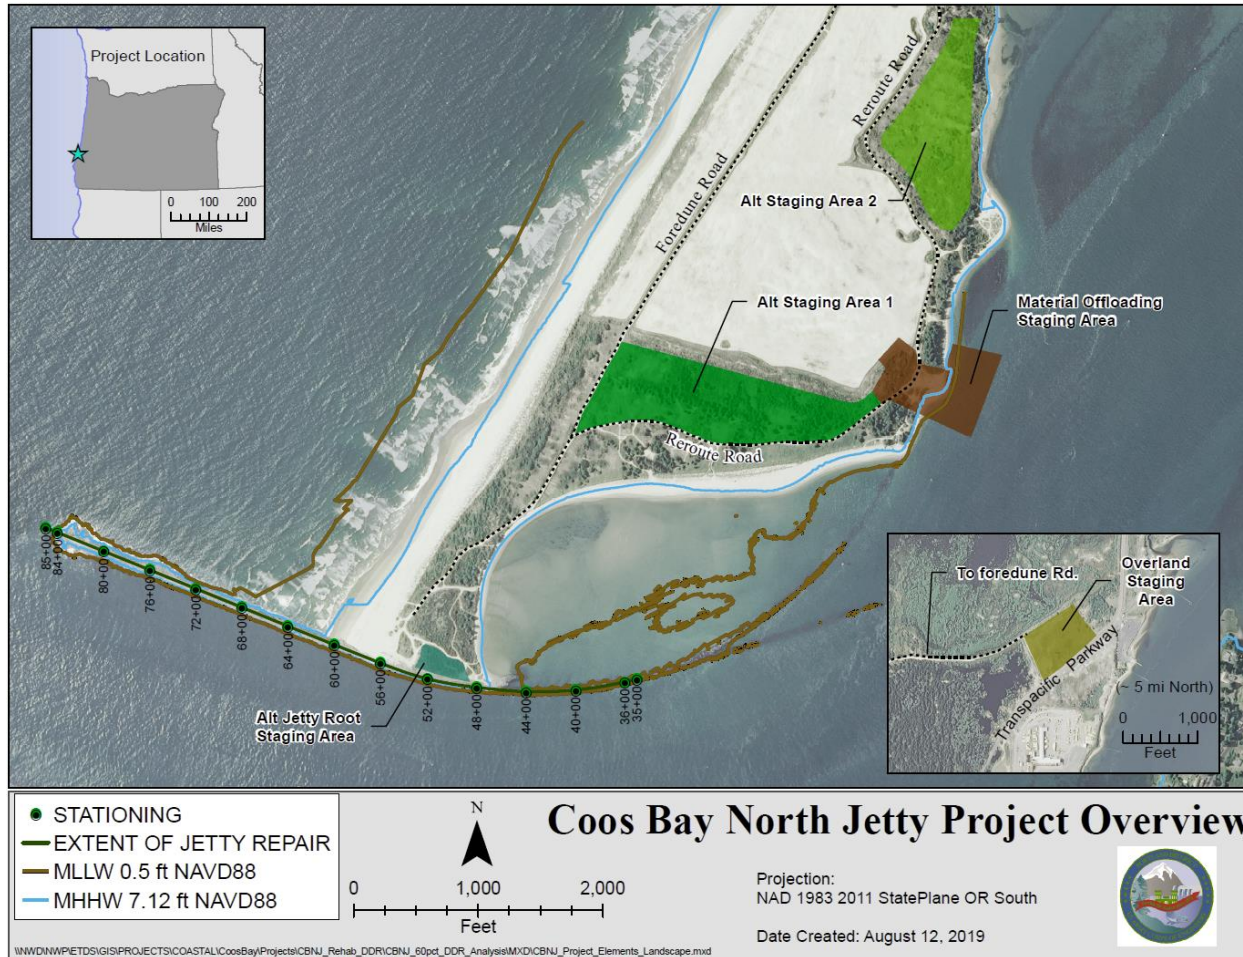 Project Location
0 100 200
Miles
Reroute Road
Foredune Road
Alt Staging Area 2
Alt Staging Area 1
Material Offloading
Staging Area
Reroute Road
85+00
84+00
80+00
76+00
72+00
68+00
64+00
60+00
56+00
52+00
48+00
44+00
40+00
36+00
35+00
Alt Jetty Root
Staging Area
To foredune Rd.
Overland
Staging
Area
Transpacific Parkway
(~ 5 mi North)
0 1,000
Feet
STATIONING
EXTENT OF JETTY REPAIR
MLLW 0.5 ft NAVD88
MHHW 7.12 ft NAVD88
N
0 1,000 2,000
Feet
Coos Bay North Jetty Project Overview
Projection:
NAD 1983 2011 StatePlane OR South
Date Created: August 12, 2019
\\NWD\NWP\ETDS\GIS\PROJECTS\COASTAL\CoosBay\Projects\CBNJ_Rehab_DDR\CBNJ_60pct_DDR_Analysis\MXD\CBNJ_Project_Elements_Landscape.mxd